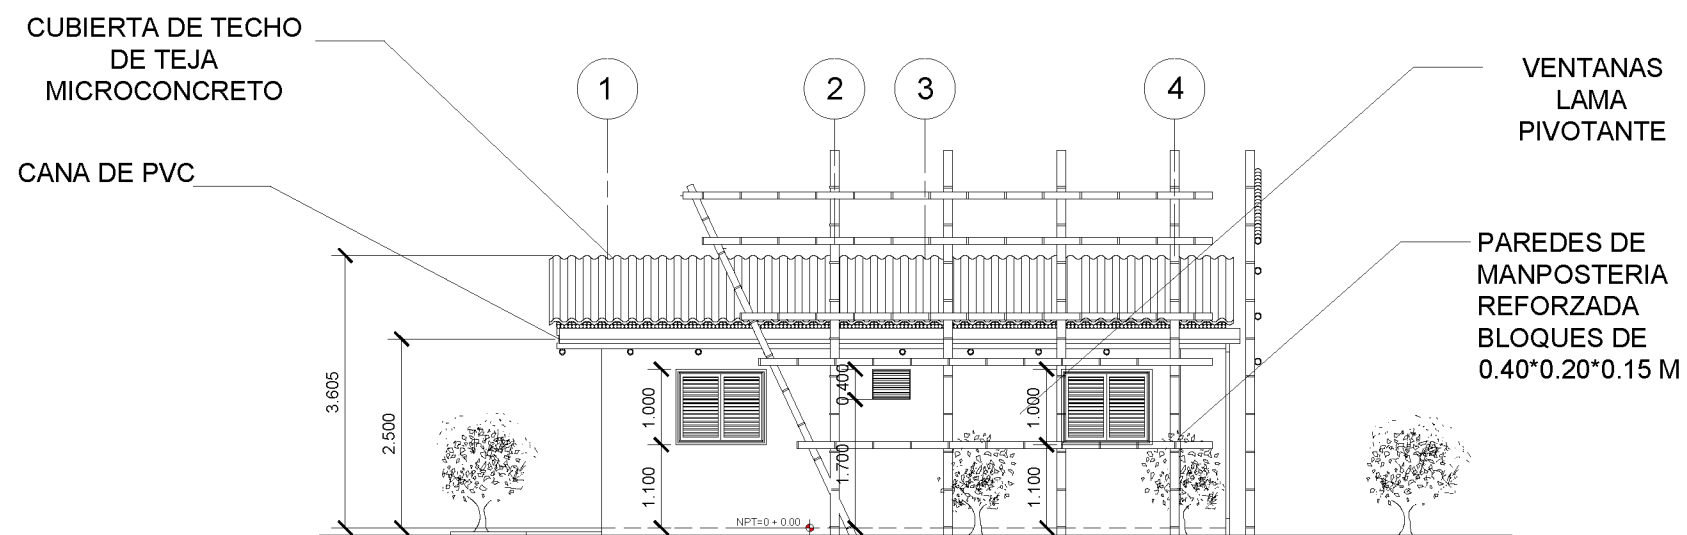 CUBIERTA DE TECHO
DE TEJA
MICROCONCRETO
CANA DE PVC
1
2
3
4
VENTANAS
LAMA
PIVOTANTE
PAREDES DE
MANPOSTERIA
REFORZADA
BLOQUES DE
0.40*0.20*0.15 M
3.605
2.500
1.000
1.100
0.400
1.700
1.000
1.100
NPT=0 + 0.00